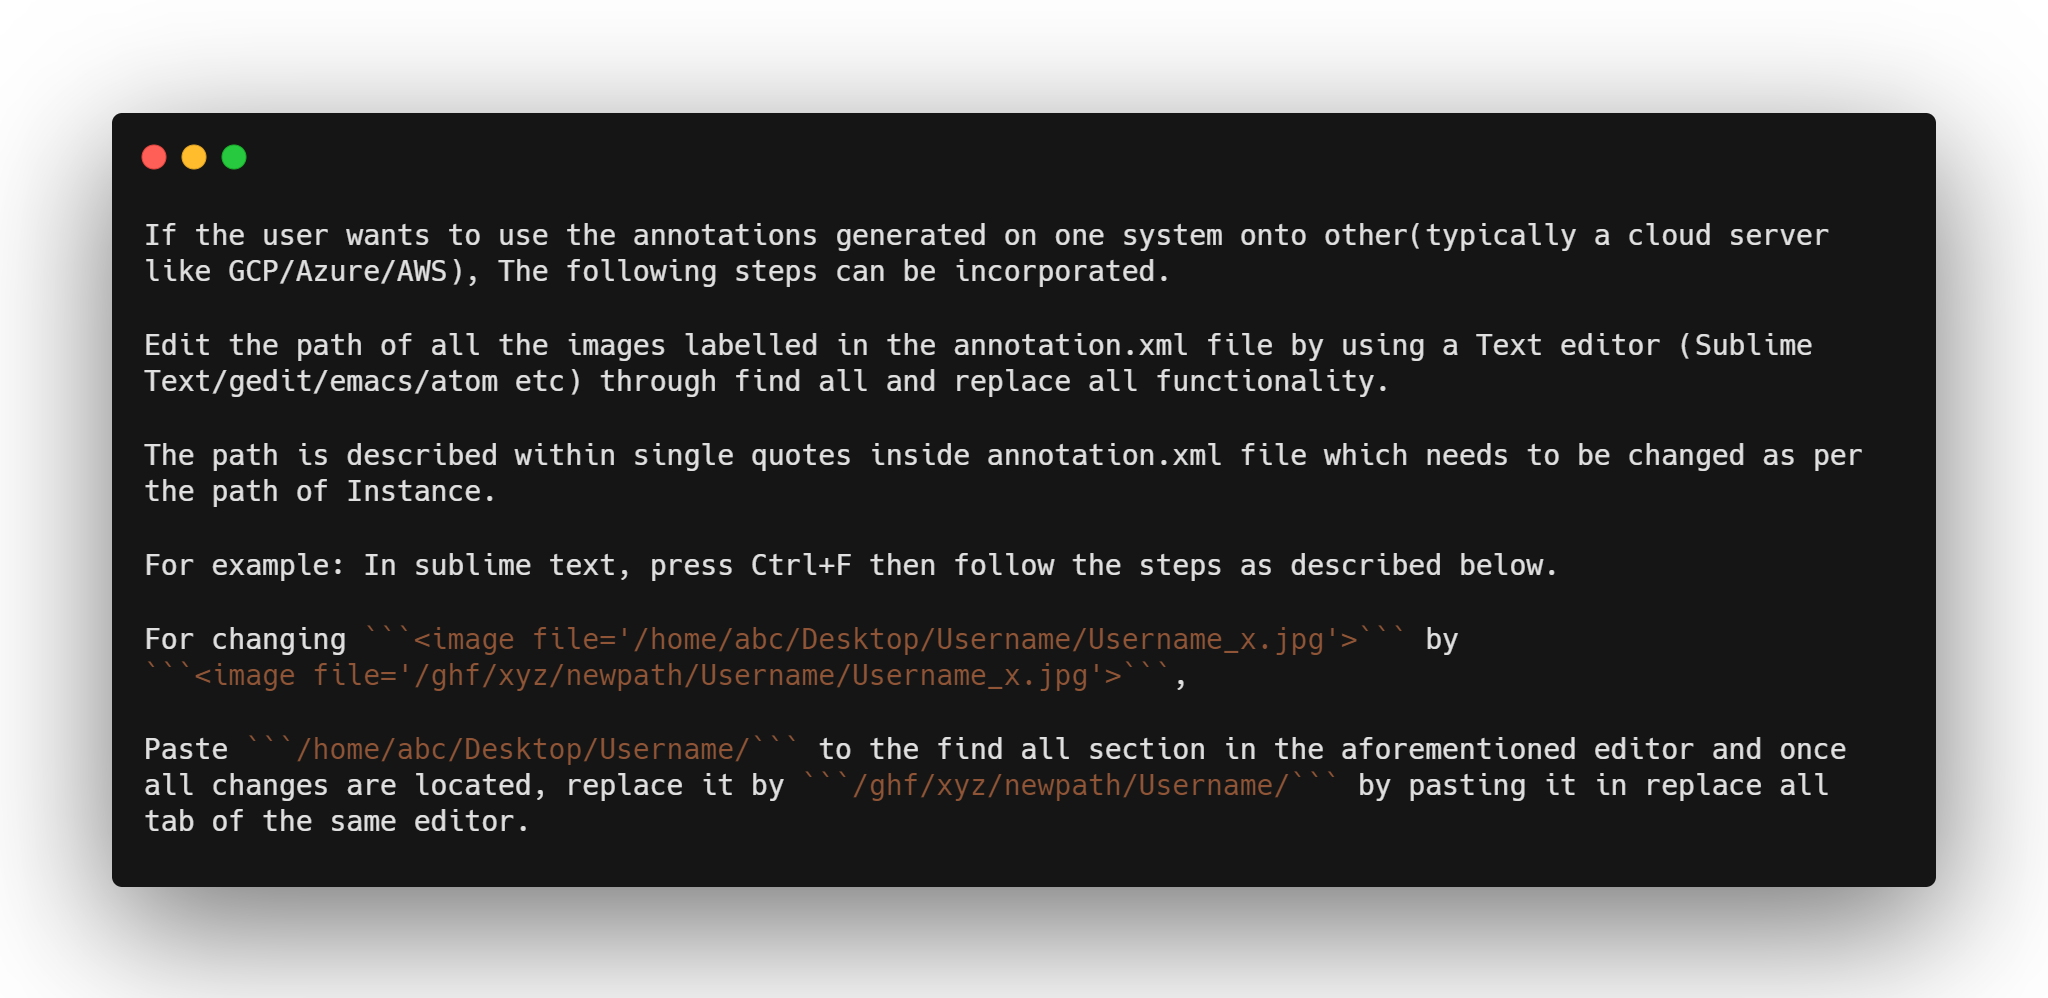 If the user wants to use the annotations generated on one system onto other(typically a cloud server
like GCP/Azure/AWS), The following steps can be incorporated.
Edit the path of all the images labelled in the annotation.xml file by using a Text editor (Sublime
Text/gedit/emacs/atom etc) through find all and replace all functionality.
The path is described within single quotes inside annotation.xml file which needs to be changed as per
the path of Instance.
For example: In sublime text, press Ctrl+F then follow the steps as described below.
For changing ```<image file='/home/abc/Desktop/Username/Username_x.jpg'>``` by
```<image file='/ghf/xyz/newpath/Username/Username_x.jpg'>```,
Paste ```/home/abc/Desktop/Username/``` to the find all section in the aforementioned editor and once
all changes are located, replace it by ```/ghf/xyz/newpath/Username/``` by pasting it in replace all
tab of the same editor.